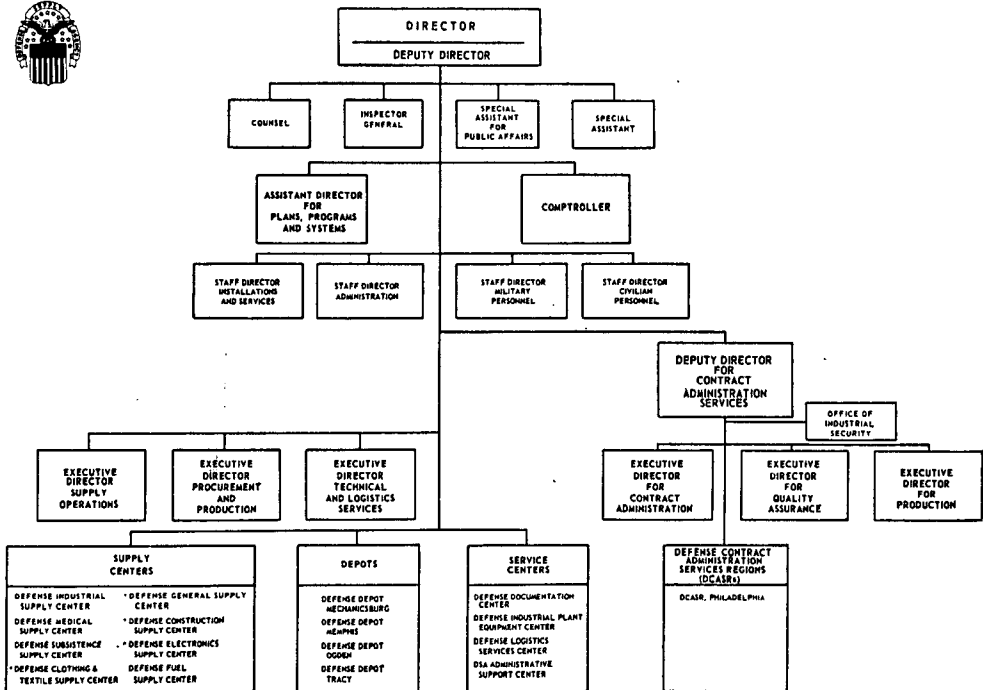 DEFENSE SUPPLY AGENCY
DIRECTOR
DEPUTY DIRECTOR
COUNSEL
INSPECTOR
GENERAL
SPECIAL
ASSISTANT
FOR
PUBLIC AFFAIRS
SPECIAL
ASSISTANT
ASSISTANT DIRECTOR
FOR
PLANS, PROGRAMS
AND SYSTEMS
COMPTROLLER
STAFF DIRECTOR
INSTALLATIONS
AND SERVICES
STAFF DIRECTOR
ADMINISTRATION
STAFF DIRECTOR
MILITARY
PERSONNEL
STAFF DIRECTOR
CIVILIAN
PERSONNEL
DEPUTY DIRECTOR
FOR
CONTRACT
ADMINISTRATION
SERVICES
OFFICE OF
INDUSTRIAL
SECURITY
EXECUTIVE
DIRECTOR
SUPPLY
OPERATIONS
EXECUTIVE
DIRECTOR
PROCUREMENT
AND
PRODUCTION
EXECUTIVE
DIRECTOR
TECHNICAL
AND LOGISTICS
SERVICES
EXECUTIVE
DIRECTOR
FOR
CONTRACT
ADMINISTRATION
EXECUTIVE
DIRECTOR
FOR
QUALITY
ASSURANCE
EXECUTIVE
DIRECTOR
FOR
PRODUCTION
SUPPLY
CENTERS
DEFENSE INDUSTRIAL
SUPPLY CENTER
DEFENSE MEDICAL
SUPPLY CENTER
DEFENSE SUBSISTENCE
SUPPLY CENTER
*DEFENSE CLOTHING &
TEXTILE SUPPLY CENTER
*DEFENSE GENERAL SUPPLY
CENTER
*DEFENSE CONSTRUCTION
SUPPLY CENTER
*DEFENSE ELECTRONICS
SUPPLY CENTER
DEFENSE FUEL
SUPPLY CENTER
DEPOTS
DEFENSE DEPOT
MECHANICSBURG
DEFENSE DEPOT
MEMPHIS
DEFENSE DEPOT
OGDEN
DEFENSE DEPOT
TRACY
SERVICE
CENTERS
DEFENSE DOCUMENTATION
CENTER
DEFENSE INDUSTRIAL PLANT
EQUIPMENT CENTER
DEFENSE LOGISTICS
SERVICES CENTER
DSA ADMINISTRATIVE
SUPPORT CENTER
DEFENSE CONTRACT
ADMINISTRATION
SERVICES REGIONS
(DCASRs)
DCASR, PHILADELPHIA